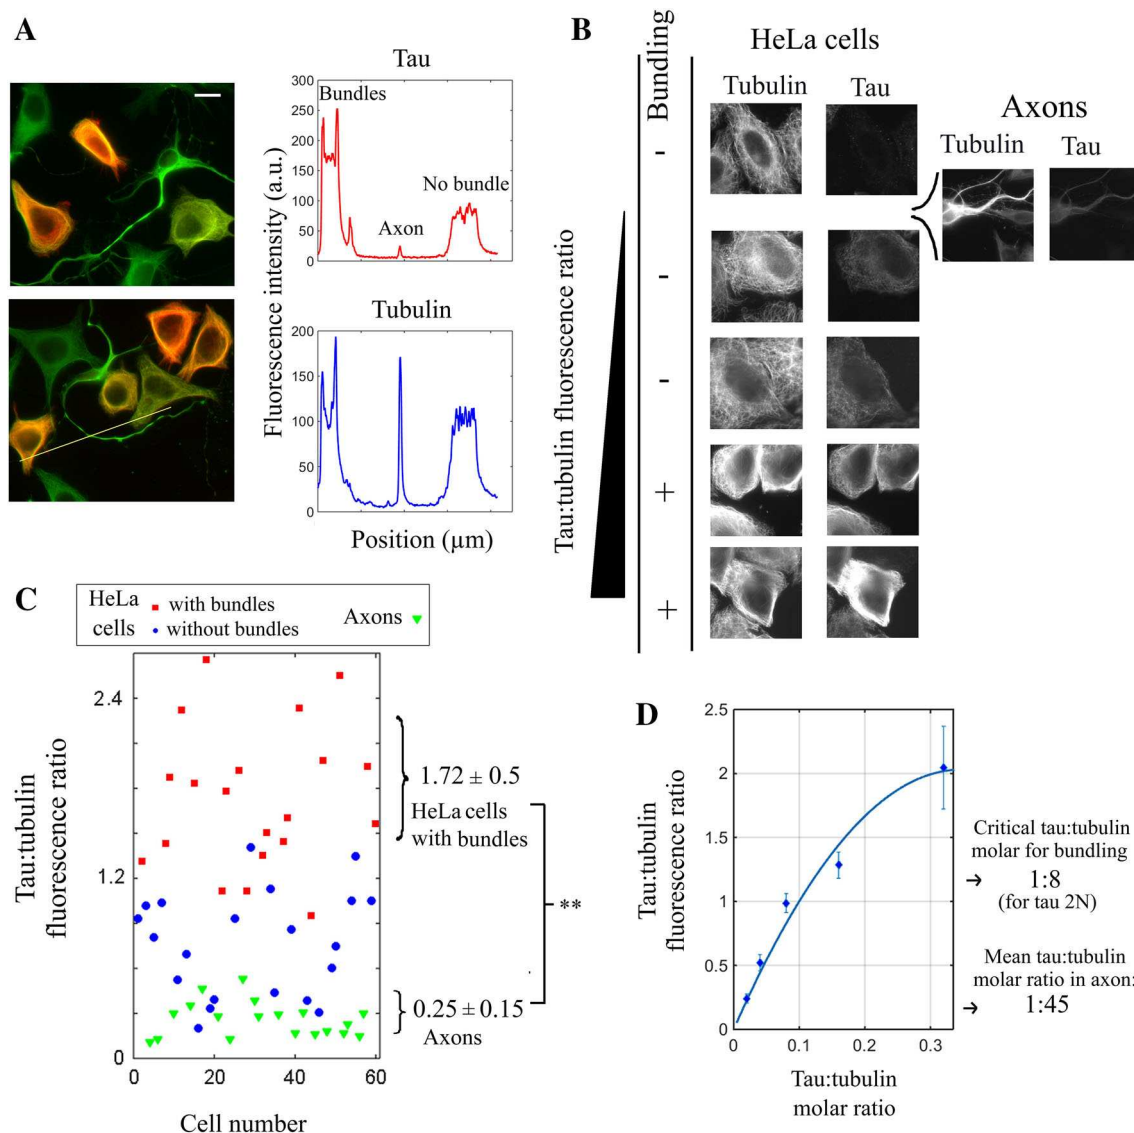 A
Tau
300
250
200
150
100
50
0
Bundles
Axon
No bundle
Fluorescence intensity (a.u.)
Tubulin
200
150
100
50
0
Position (µm)
B
HeLa cells
Bundling
Tubulin Tau
Axons
Tubulin Tau
-
-
-
+
+
Tau:tubulin fluorescence ratio
C
HeLa cells
with bundles
without bundles
Axons
2.4
1.2
0
0 20 40 60
Tau:tubulin
fluorescence ratio
Cell number
1.72 ± 0.5
HeLa cells
with bundles
**
0.25 ± 0.15
Axons
D
2.5
2
1.5
1
0.5
0
0 0.1 0.2 0.3
Tau:tubulin
fluorescence ratio
Tau:tubulin
molar ratio
Critical tau:tubulin
molar for bundling
→ 1:8
(for tau 2N)
Mean tau:tubulin
molar ratio in axon:
→ 1:45